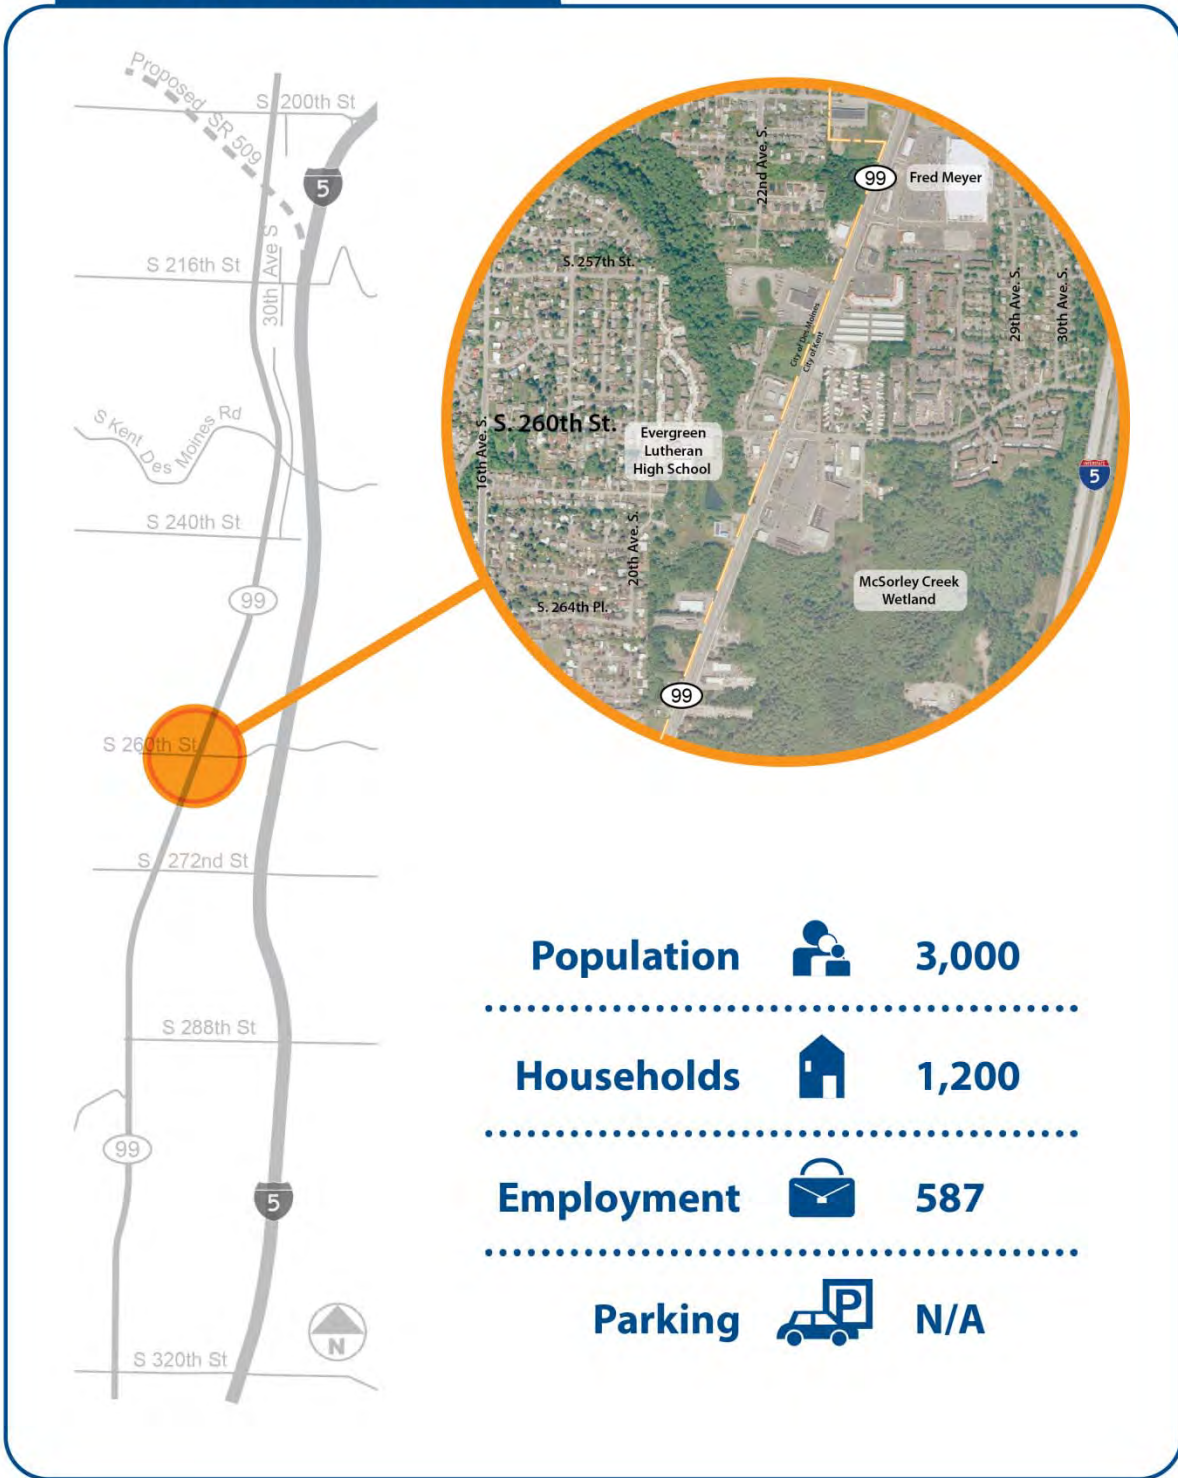 Proposed SR 509
S 200th St
5
S 216th St
30th Ave S
S Kent Des Moines Rd
S 240th St
99
S 260th St
S 272nd St
S 288th St
99
5
N
S 320th St
22nd Ave. S.
99
Fred Meyer
S. 257th St.
29th Ave. S.
30th Ave. S.
City of Des Moines
City of Kent
16th Ave. S.
S. 260th St.
Evergreen
Lutheran
High School
INTERSTATE
5
20th Ave. S.
McSorley Creek
Wetland
S. 264th Pl.
99
Population 3,000
Households 1,200
Employment 587
P
Parking N/A